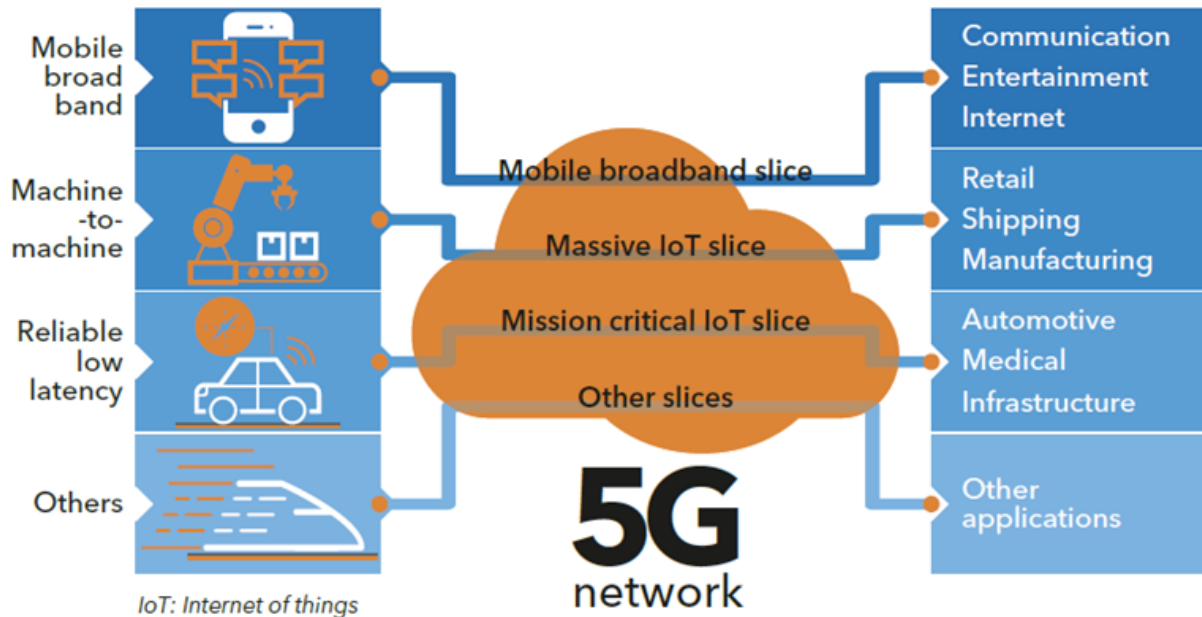 Mobile
broad
band
Machine
-to-
machine
Reliable
low
latency
Others
IoT: Internet of things
Mobile broadband slice
Massive IoT slice
Mission critical IoT slice
Other slices
5G
network
Communication
Entertainment
Internet
Retail
Shipping
Manufacturing
Automotive
Medical
Infrastructure
Other
applications